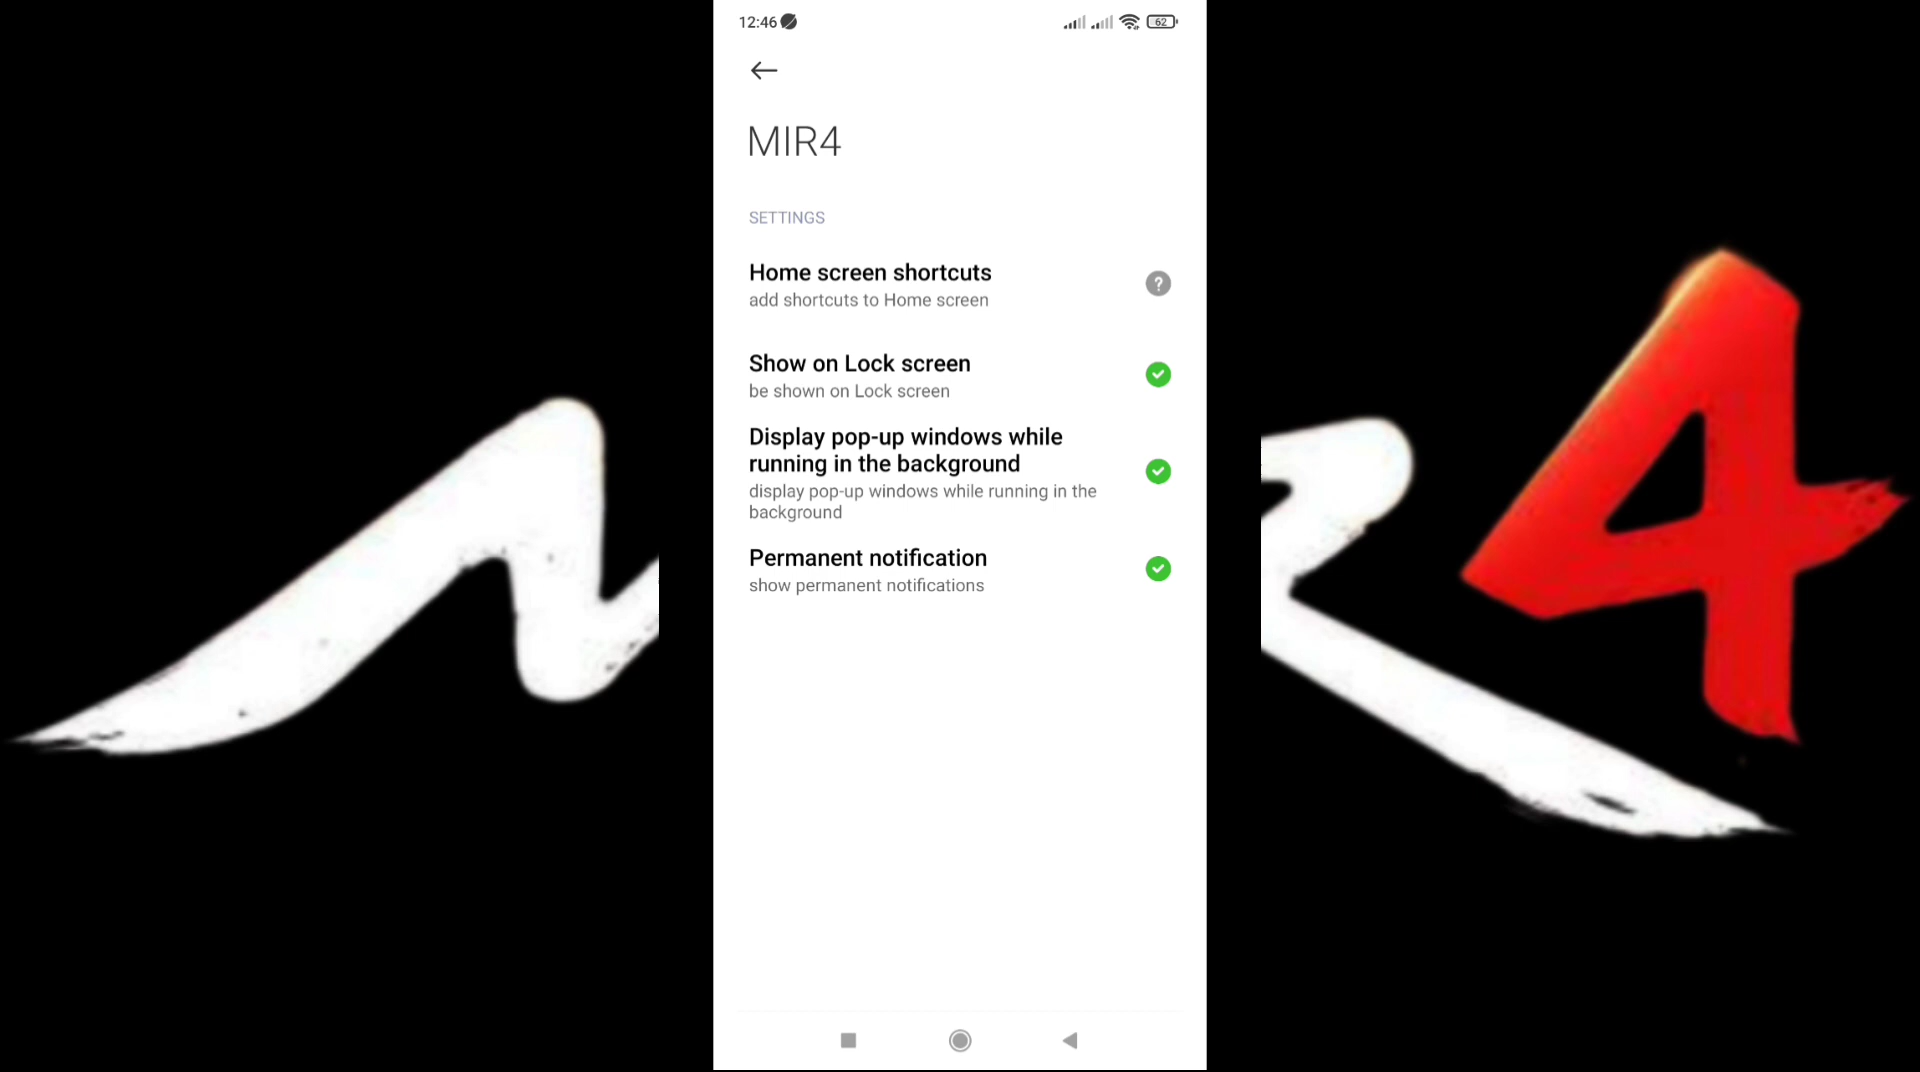 12:46
62
MIR4
SETTINGS
Home screen shortcuts
add shortcuts to Home screen
?
Show on Lock screen
be shown on Lock screen
Display pop-up windows while
running in the background
display pop-up windows while running in the
background
Permanent notification
show permanent notifications
4